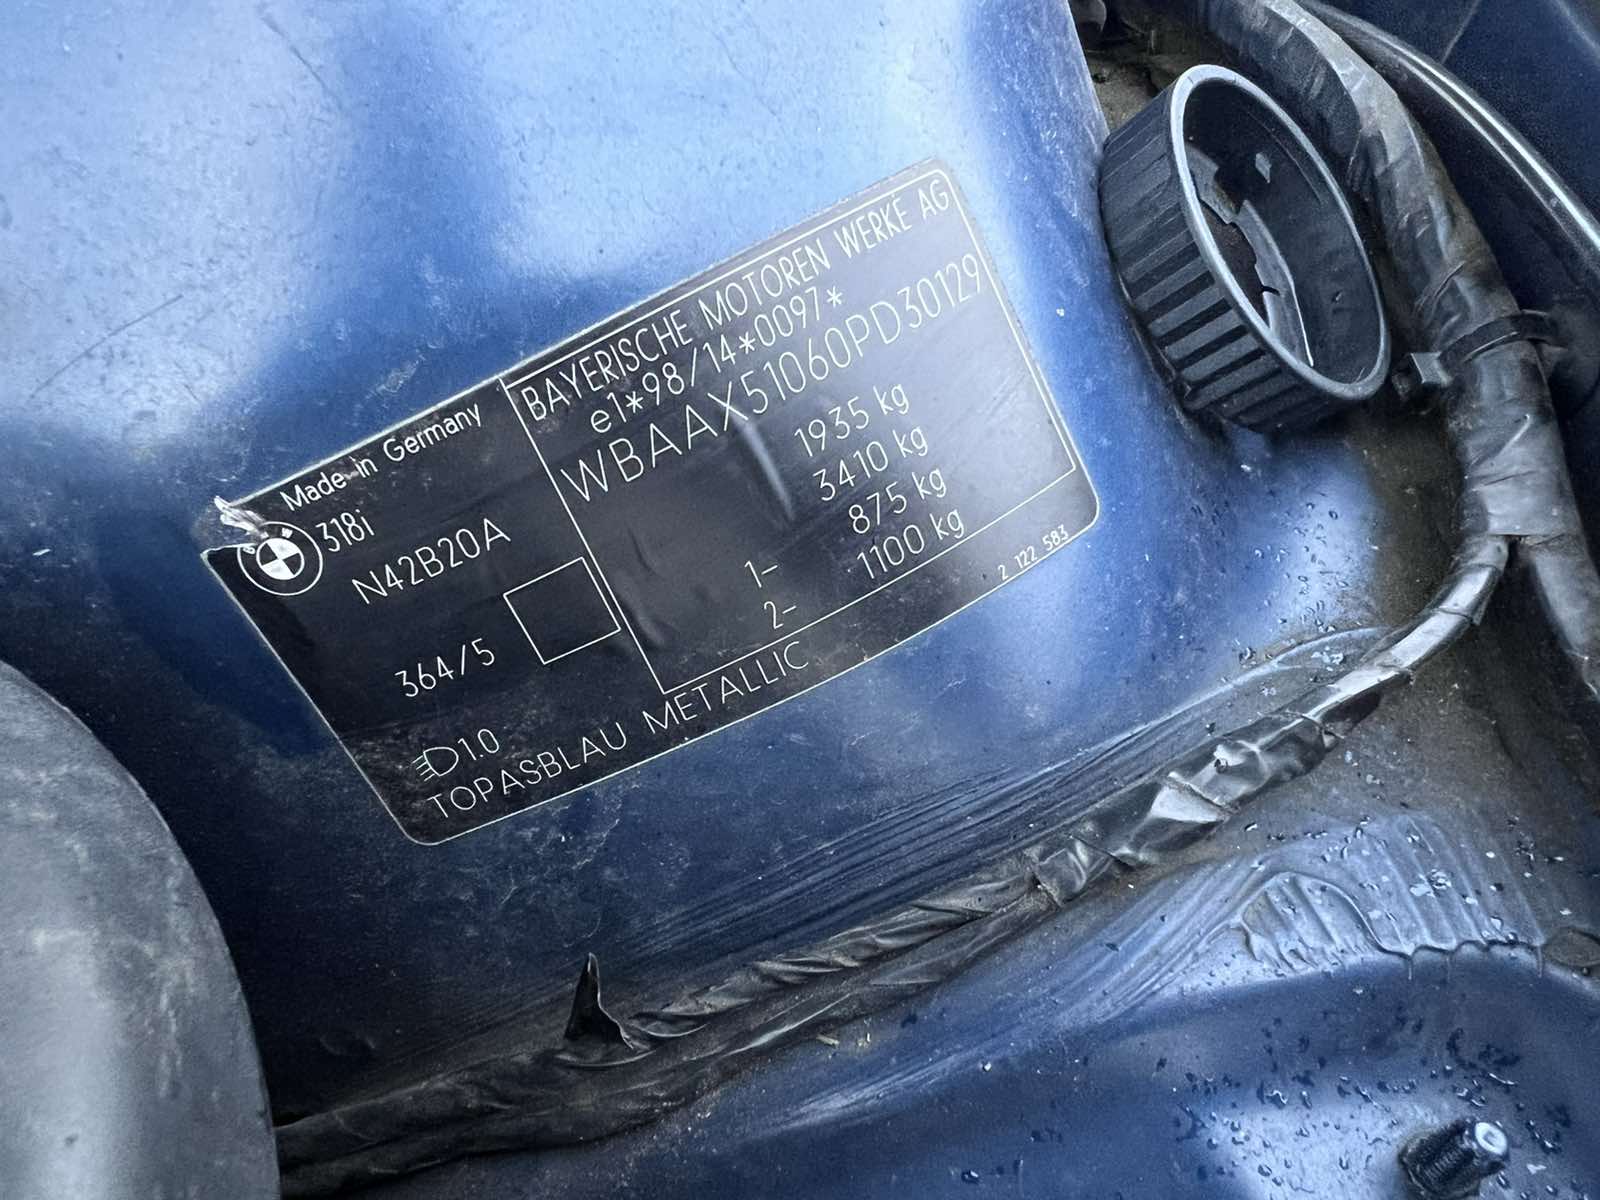 Made in Germany
318i
N42B20A
364/5
1.0
BAYERISCHE MOTOREN WERKE AG
e1*98/14*0097*
WBAAX51060PD30129
1935 kg
3410 kg
1- 875 kg
2- 1100 kg
TOPASBLAU METALLIC
2 122 583